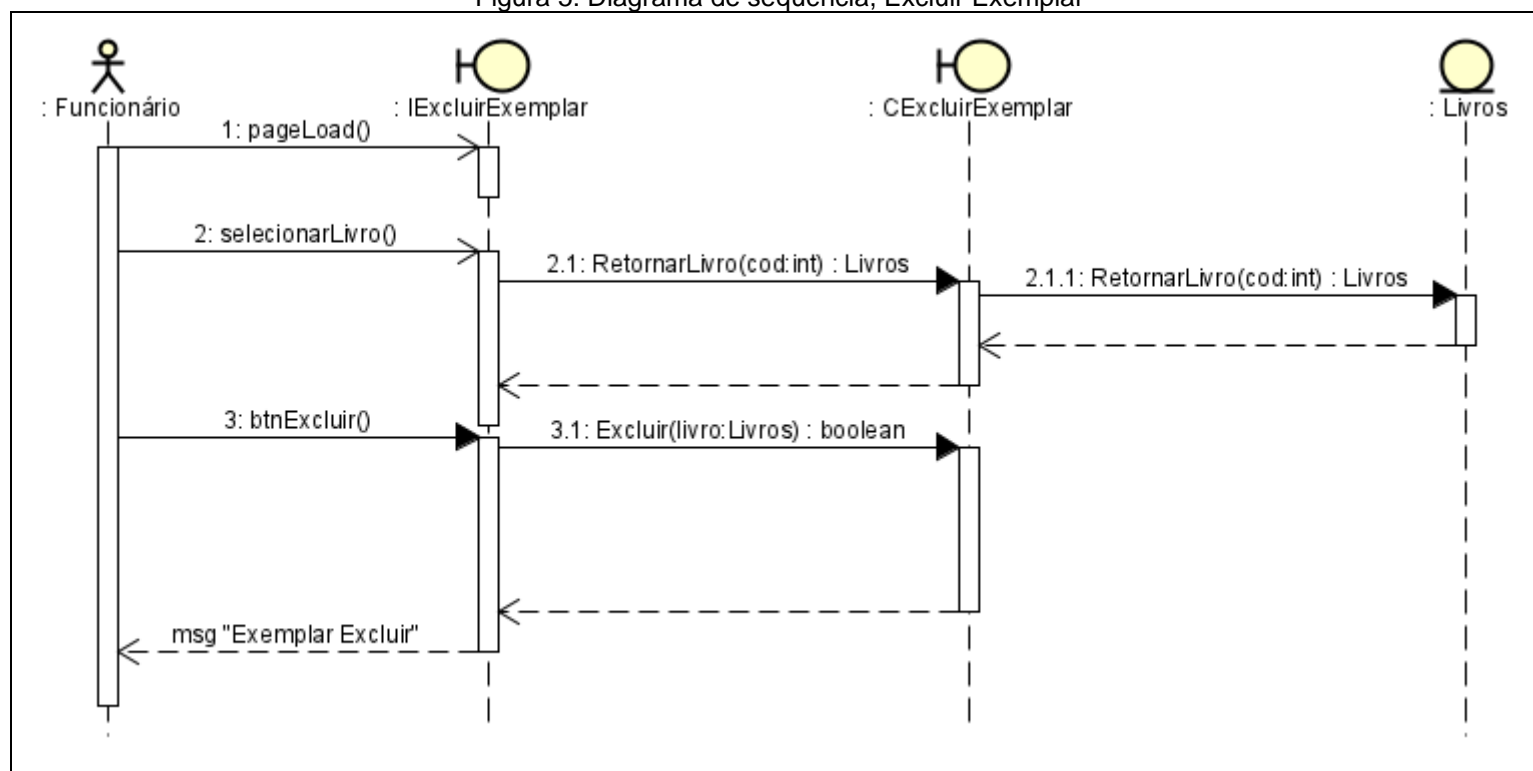 Figura 5: Diagrama de sequência, Excluir Exemplar
: Funcionário
: IExcluirExemplar
: CExcluirExemplar
: Livros
1: pageLoad()
2: selecionarLivro()
2.1: RetornarLivro(cod:int) : Livros
2.1.1: RetornarLivro(cod:int) : Livros
3: btnExcluir()
3.1: Excluir(livro:Livros) : boolean
msg "Exemplar Excluir"